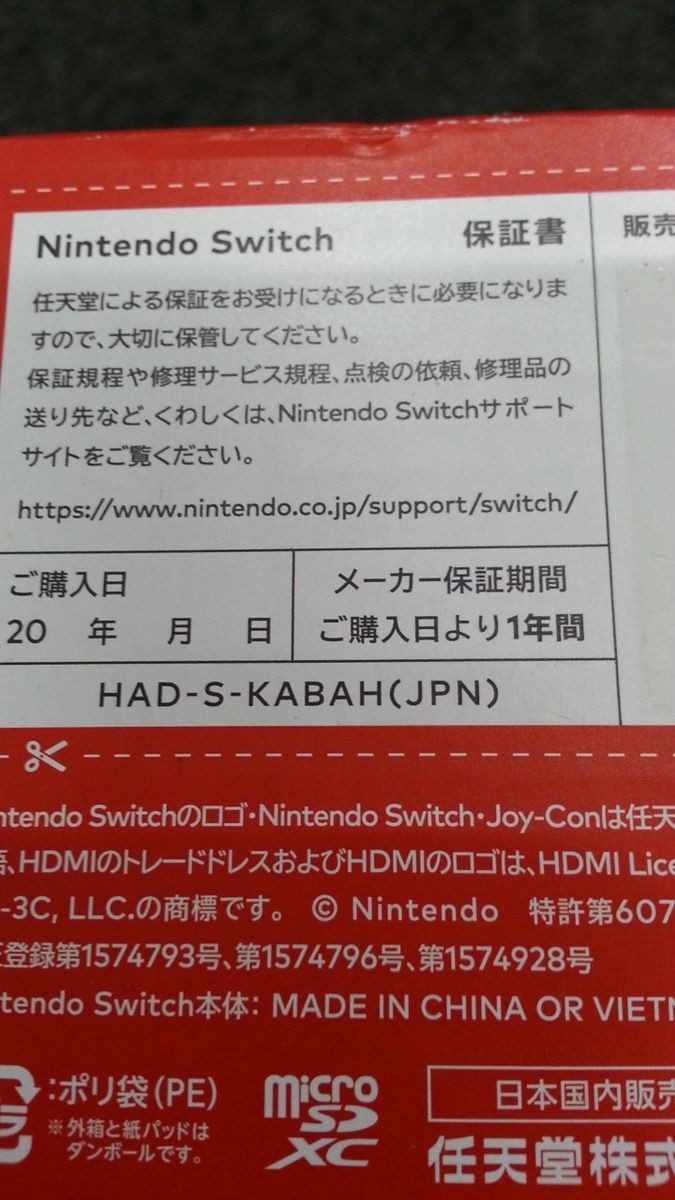 Nintendo Switch 保証書
販売
任天堂による保証をお受けになるときに必要になりま
すので、大切に保管してください。
保証規程や修理サービス規程、点検の依頼、修理品の
送り先など、くわしくは、Nintendo Switchサポート
サイトをご覧ください。
https://www.nintendo.co.jp/support/switch/
ご購入日
20 年 月 日
メーカー保証期間
ご購入日より1年間
HAD-S-KABAH(JPN)
ntendo Switchのロゴ・Nintendo Switch・Joy-Conは任天
、HDMIのトレードドレスおよびHDMIのロゴは、HDMI Lice
-3C, LLC.の商標です。 © Nintendo 特許第607
登録第1574793号、第1574796号、第1574928号
tendo Switch本体: MADE IN CHINA OR VIETN
:ポリ袋(PE)
※外箱と紙パッドは
ダンボールです。
micro
SD
XC
日本国内販売
任天堂株式